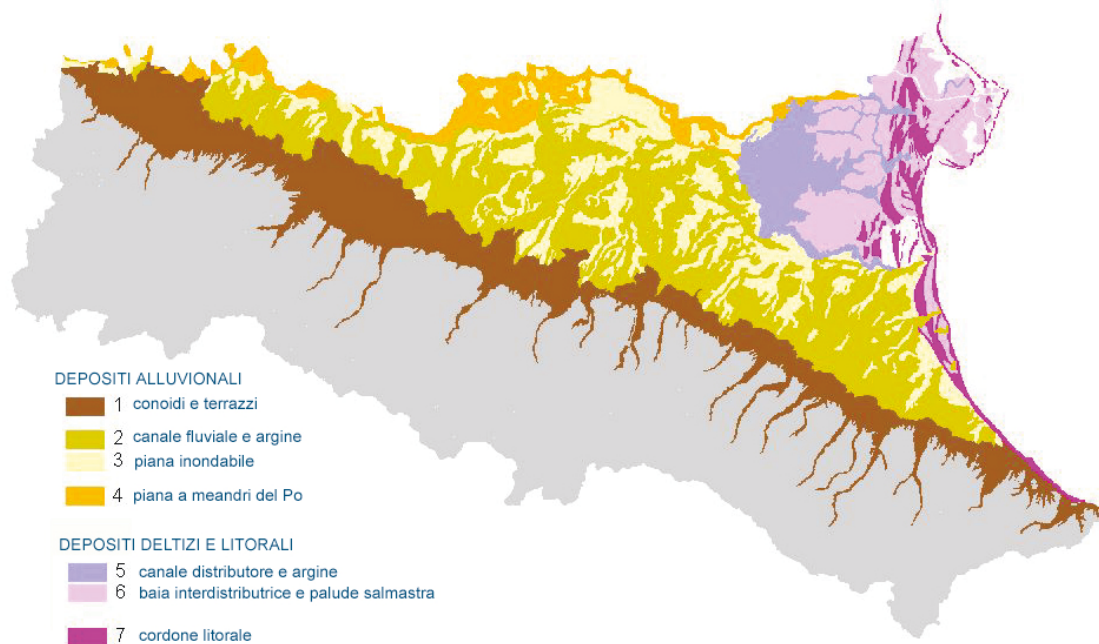 DEPOSITI ALLUVIONALI
1 conoidi e terrazzi
2 canale fluviale e argine
3 piana inondabile
4 piana a meandri del Po
DEPOSITI DELTIZI E LITORALI
5 canale distributore e argine
6 baia interdistributrice e palude salmastra
7 cordone litorale